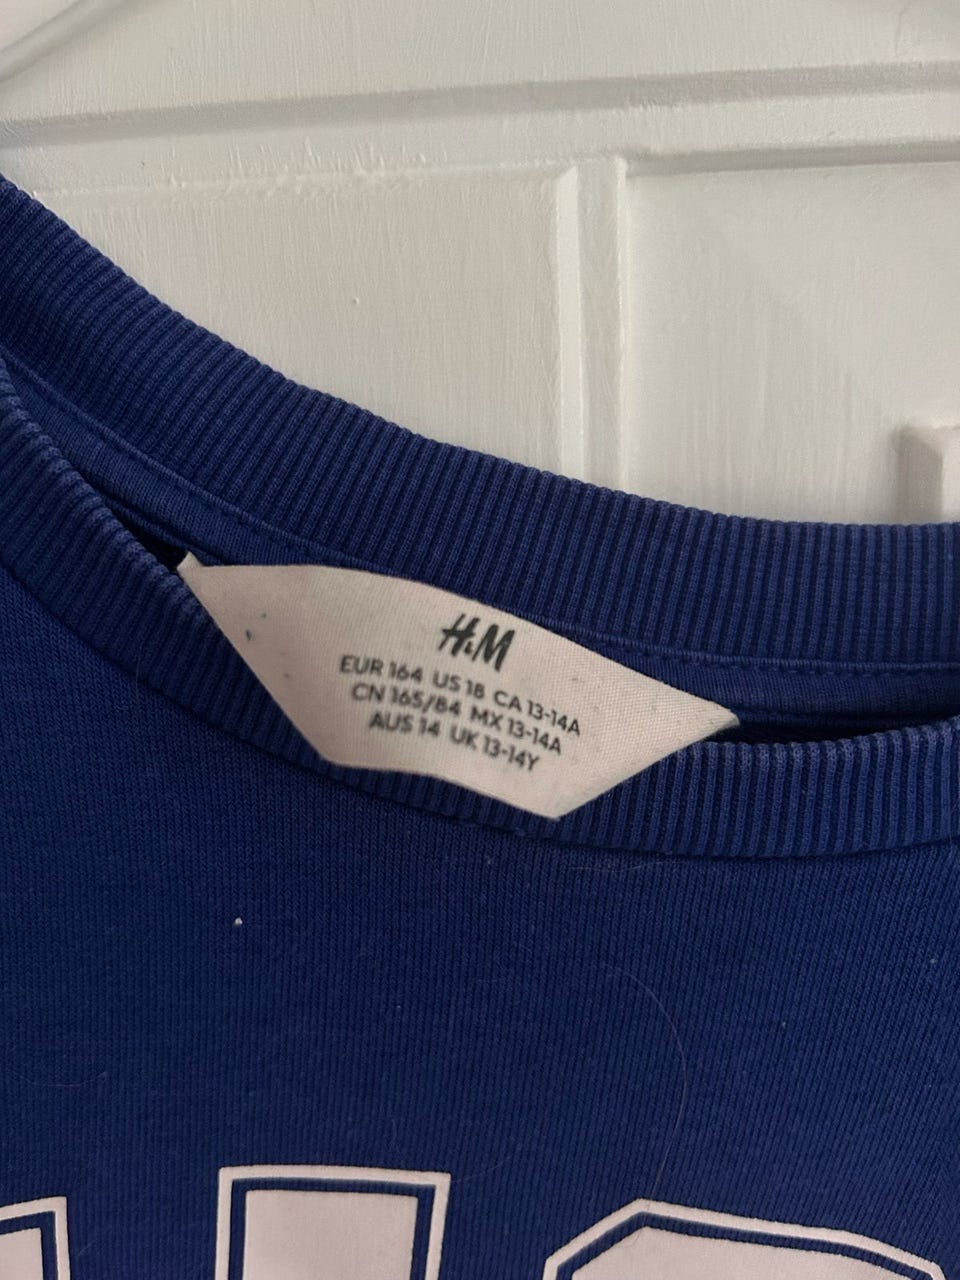 H&M
EUR 164 US 18 CA 13-14A
CN 165/84 MX 13-14A
AUS 14 UK 13-14Y